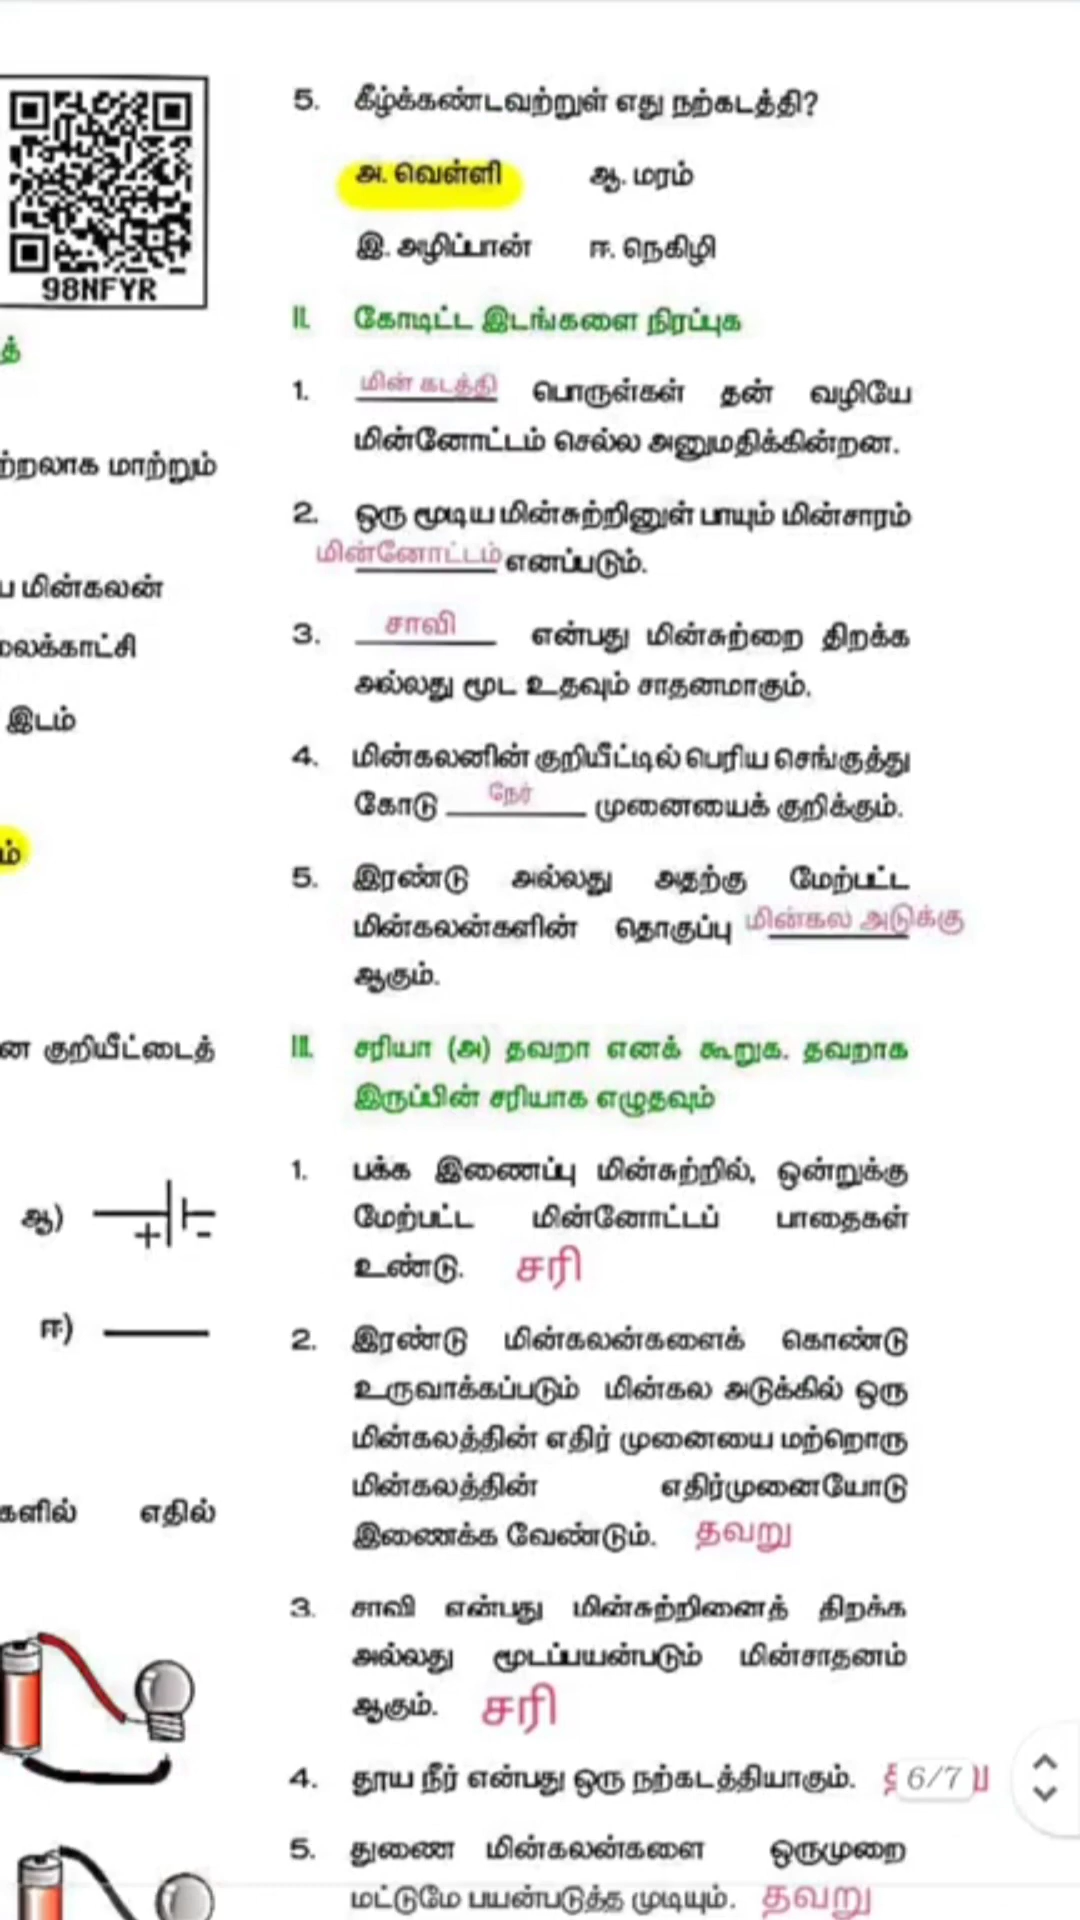 98NFYR
த்
ற்றலாக மாற்றும்
ய மின்கலன்
லைக்காட்சி
இடம்
ம்
ன குறியீட்டைத்
ஆ) + -
ஈ)
களில் எதில்
5. கீழ்க்கண்டவற்றுள் எது நற்கடத்தி?
அ. வெள்ளி ஆ. மரம்
இ. அழிப்பான் ஈ. நெகிழி
II. கோடிட்ட இடங்களை நிரப்புக
1. மின் கடத்தி பொருள்கள் தன் வழியே
மின்னோட்டம் செல்ல அனுமதிக்கின்றன.
2. ஒரு மூடிய மின்சுற்றினுள் பாயும் மின்சாரம்
மின்னோட்டம் எனப்படும்.
3. சாவி என்பது மின்சுற்றை திறக்க
அல்லது மூட உதவும் சாதனமாகும்.
4. மின்கலனின் குறியீட்டில் பெரிய செங்குத்து
கோடு நேர் முனையைக் குறிக்கும்.
5. இரண்டு அல்லது அதற்கு மேற்பட்ட
மின்கலன்களின் தொகுப்பு மின்கல அடுக்கு
ஆகும்.
III. சரியா (அ) தவறா எனக் கூறுக. தவறாக
இருப்பின் சரியாக எழுதவும்
1. பக்க இணைப்பு மின்சுற்றில், ஒன்றுக்கு
மேற்பட்ட மின்னோட்டப் பாதைகள்
உண்டு. சரி
2. இரண்டு மின்கலன்களைக் கொண்டு
உருவாக்கப்படும் மின்கல அடுக்கில் ஒரு
மின்கலத்தின் எதிர் முனையை மற்றொரு
மின்கலத்தின் எதிர்முனையோடு
இணைக்க வேண்டும். தவறு
3. சாவி என்பது மின்சுற்றினைத் திறக்க
அல்லது மூடப்பயன்படும் மின்சாதனம்
ஆகும். சரி
4. தூய நீர் என்பது ஒரு நற்கடத்தியாகும். 6/7
5. துணை மின்கலன்களை ஒருமுறை
மட்டுமே பயன்படுத்த முடியும். தவறு